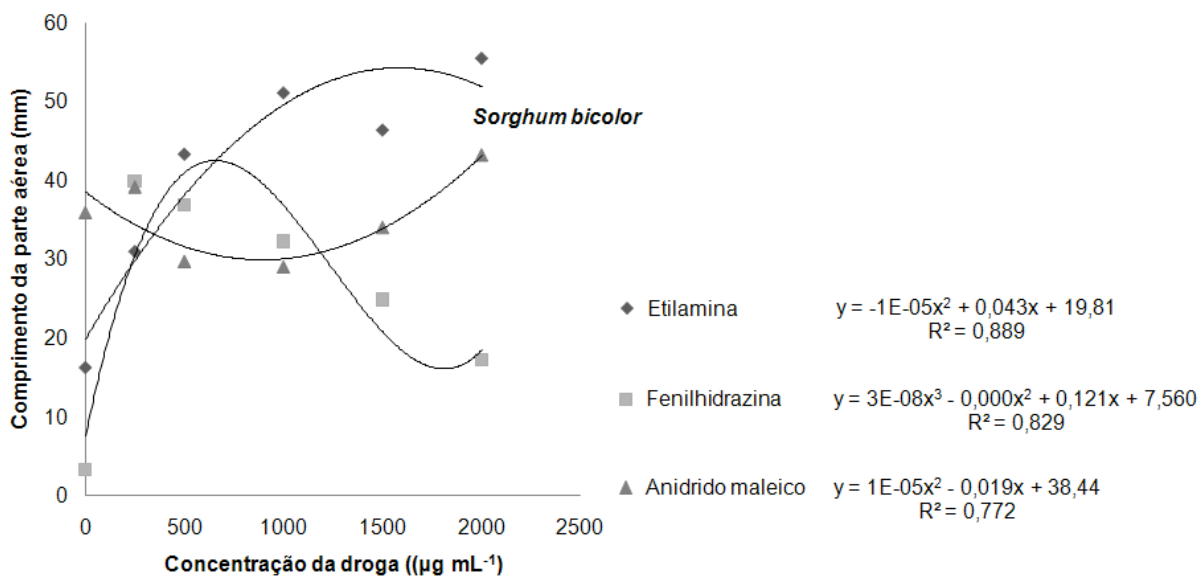 Comprimento da parte aérea (mm)
60
50
40
30
20
10
0
Sorghum bicolor
0 500 1000 1500 2000 2500
Concentração da droga ((µg mL⁻¹)
Etilamina y = -1E-05x² + 0,043x + 19,81
R² = 0,889
Fenilhidrazina y = 3E-08x³ - 0,000x² + 0,121x + 7,560
R² = 0,829
Anidrido maleico y = 1E-05x² - 0,019x + 38,44
R² = 0,772